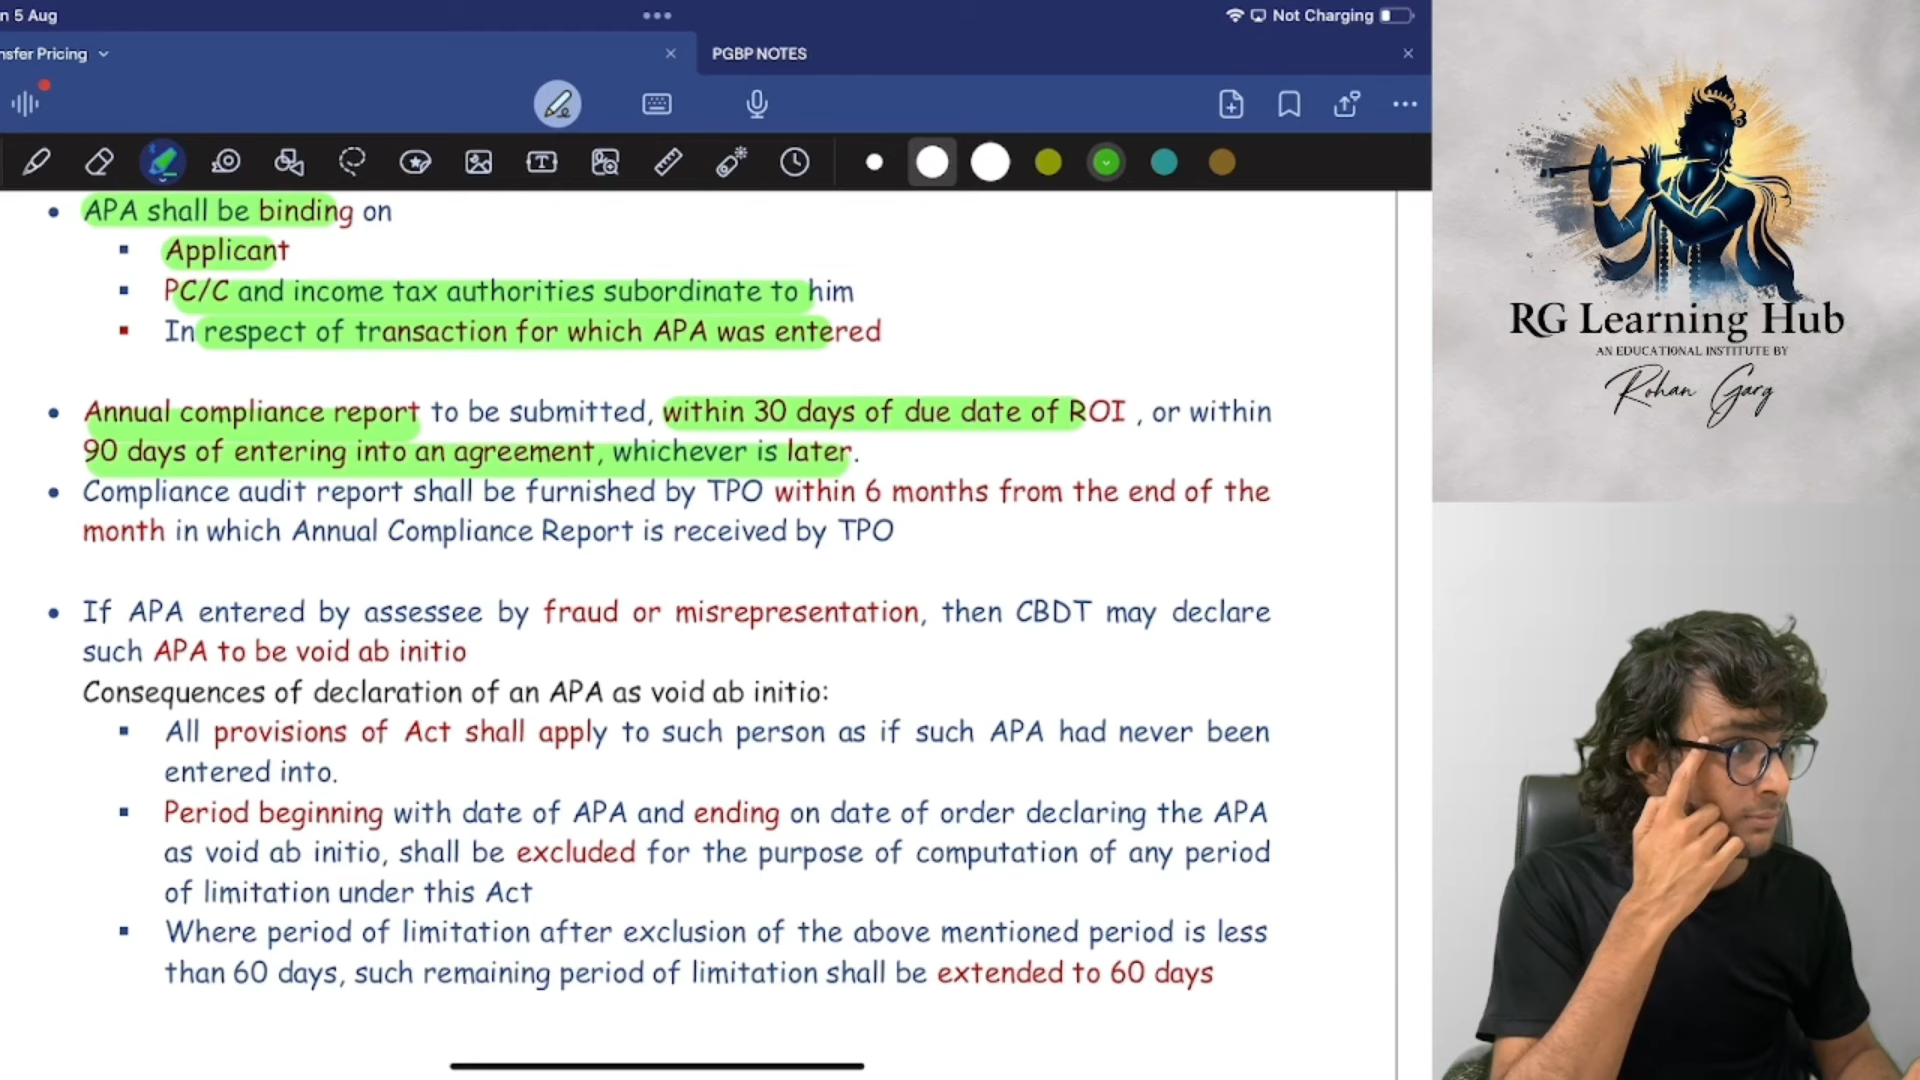 n 5 Aug
Not Charging
nsfer Pricing
PGBP NOTES
• APA shall be binding on
▪ Applicant
▪ PC/C and income tax authorities subordinate to him
▪ In respect of transaction for which APA was entered
• Annual compliance report to be submitted, within 30 days of due date of ROI , or within
90 days of entering into an agreement, whichever is later.
• Compliance audit report shall be furnished by TPO within 6 months from the end of the
month in which Annual Compliance Report is received by TPO
• If APA entered by assessee by fraud or misrepresentation, then CBDT may declare
such APA to be void ab initio
Consequences of declaration of an APA as void ab initio:
▪ All provisions of Act shall apply to such person as if such APA had never been
entered into.
▪ Period beginning with date of APA and ending on date of order declaring the APA
as void ab initio, shall be excluded for the purpose of computation of any period
of limitation under this Act
▪ Where period of limitation after exclusion of the above mentioned period is less
than 60 days, such remaining period of limitation shall be extended to 60 days
RG Learning Hub
AN EDUCATIONAL INSTITUTE BY
Rohan Garg